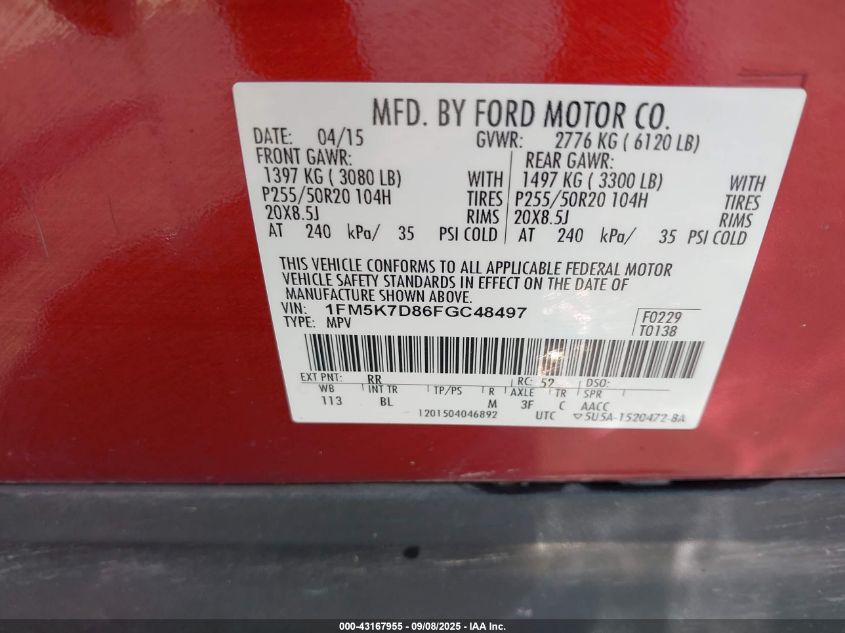 MFD. BY FORD MOTOR CO.
DATE: 04/15 GVWR: 2776 KG ( 6120 LB)
FRONT GAWR: REAR GAWR:
1397 KG ( 3080 LB) WITH 1497 KG ( 3300 LB) WITH
P255/50R20 104H TIRES P255/50R20 104H TIRES
20X8.5J RIMS 20X8.5J RIMS
AT 240 kPa/ 35 PSI COLD AT 240 kPa/ 35 PSI COLD
THIS VEHICLE CONFORMS TO ALL APPLICABLE FEDERAL MOTOR
VEHICLE SAFETY STANDARDS IN EFFECT ON THE DATE OF
MANUFACTURE SHOWN ABOVE.
VIN: 1FM5K7D86FGC48497 F0229
TYPE: MPV T0138
EXT PNT: RR RC: 52 DSO:
WB INT TR TP/PS R AXLE TR SPR
113 BL M 3F C AACC
1201504046892 UTC ▽5U5A-1520472-BA
000-43167955 - 09/08/2025 - IAA Inc.